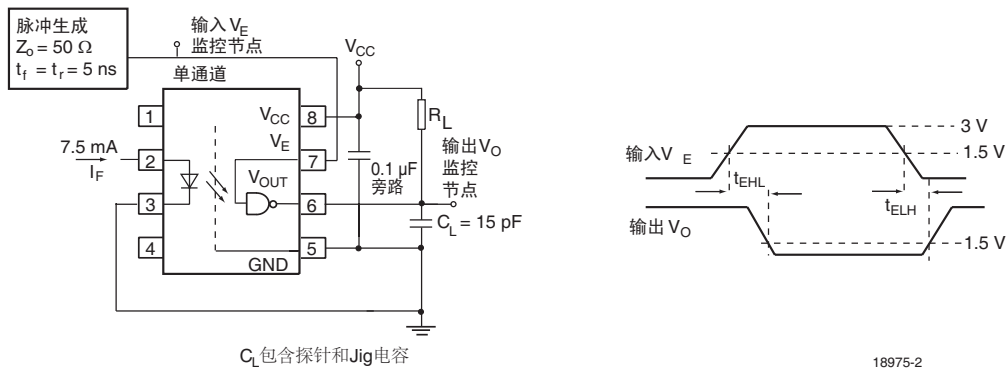 脉冲生成
Zo = 50 Ω
tf = tr = 5 ns
输入VE
监控节点
单通道
VCC
1
2
3
4
8
7
6
5
VCC
VE
VOUT
GND
7.5 mA
IF
RL
0.1 µF
旁路
输出VO
监控
节点
CL = 15 pF
CL包含探针和Jig电容
输入V E
3 V
1.5 V
tEHL
tELH
输出VO
1.5 V
18975-2